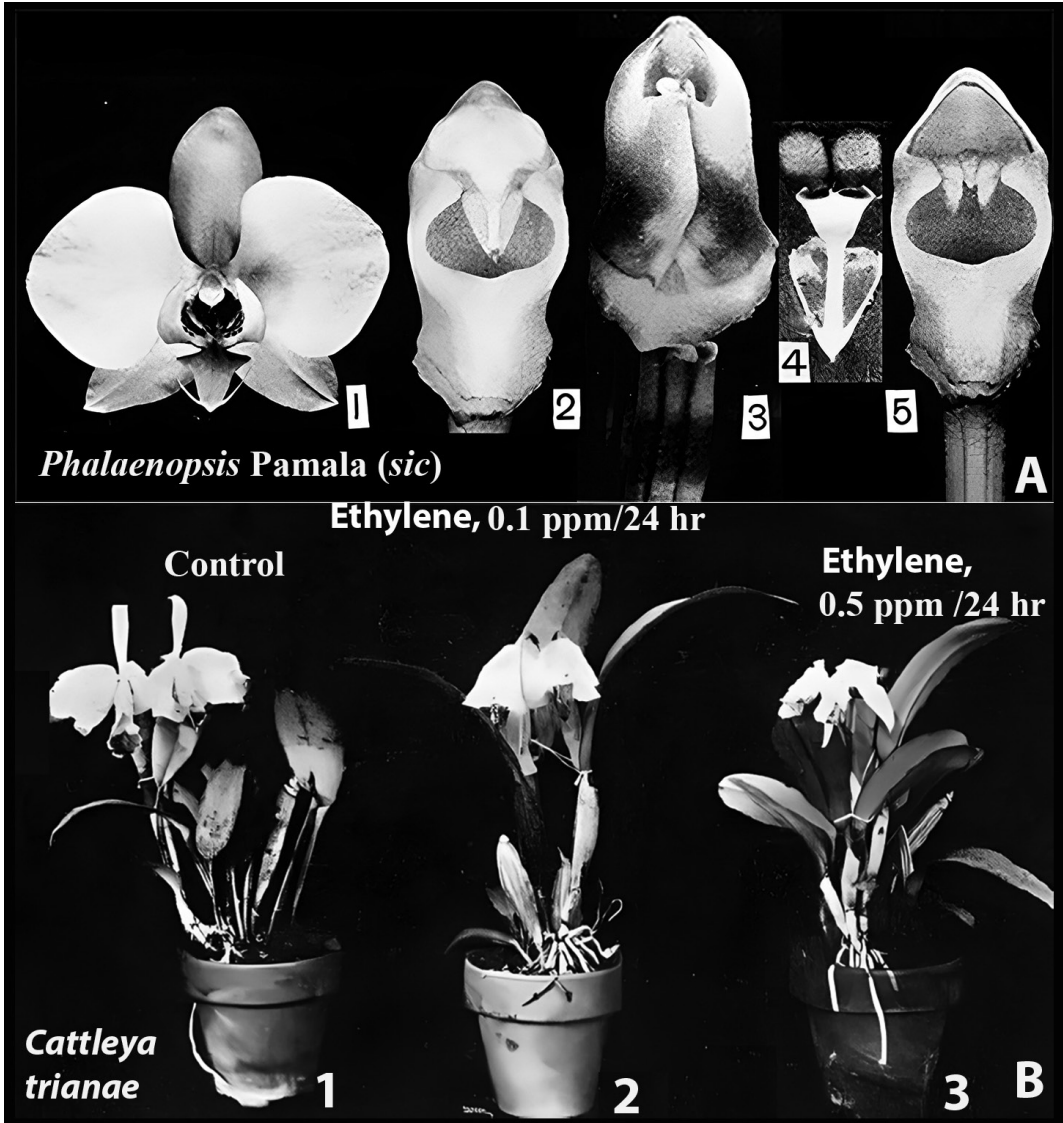 1
2
3
4
5
Phalaenopsis Pamala (sic)
A
Ethylene, 0.1 ppm/24 hr
Control
Ethylene,
0.5 ppm /24 hr
Cattleya
trianae
1
2
3
B